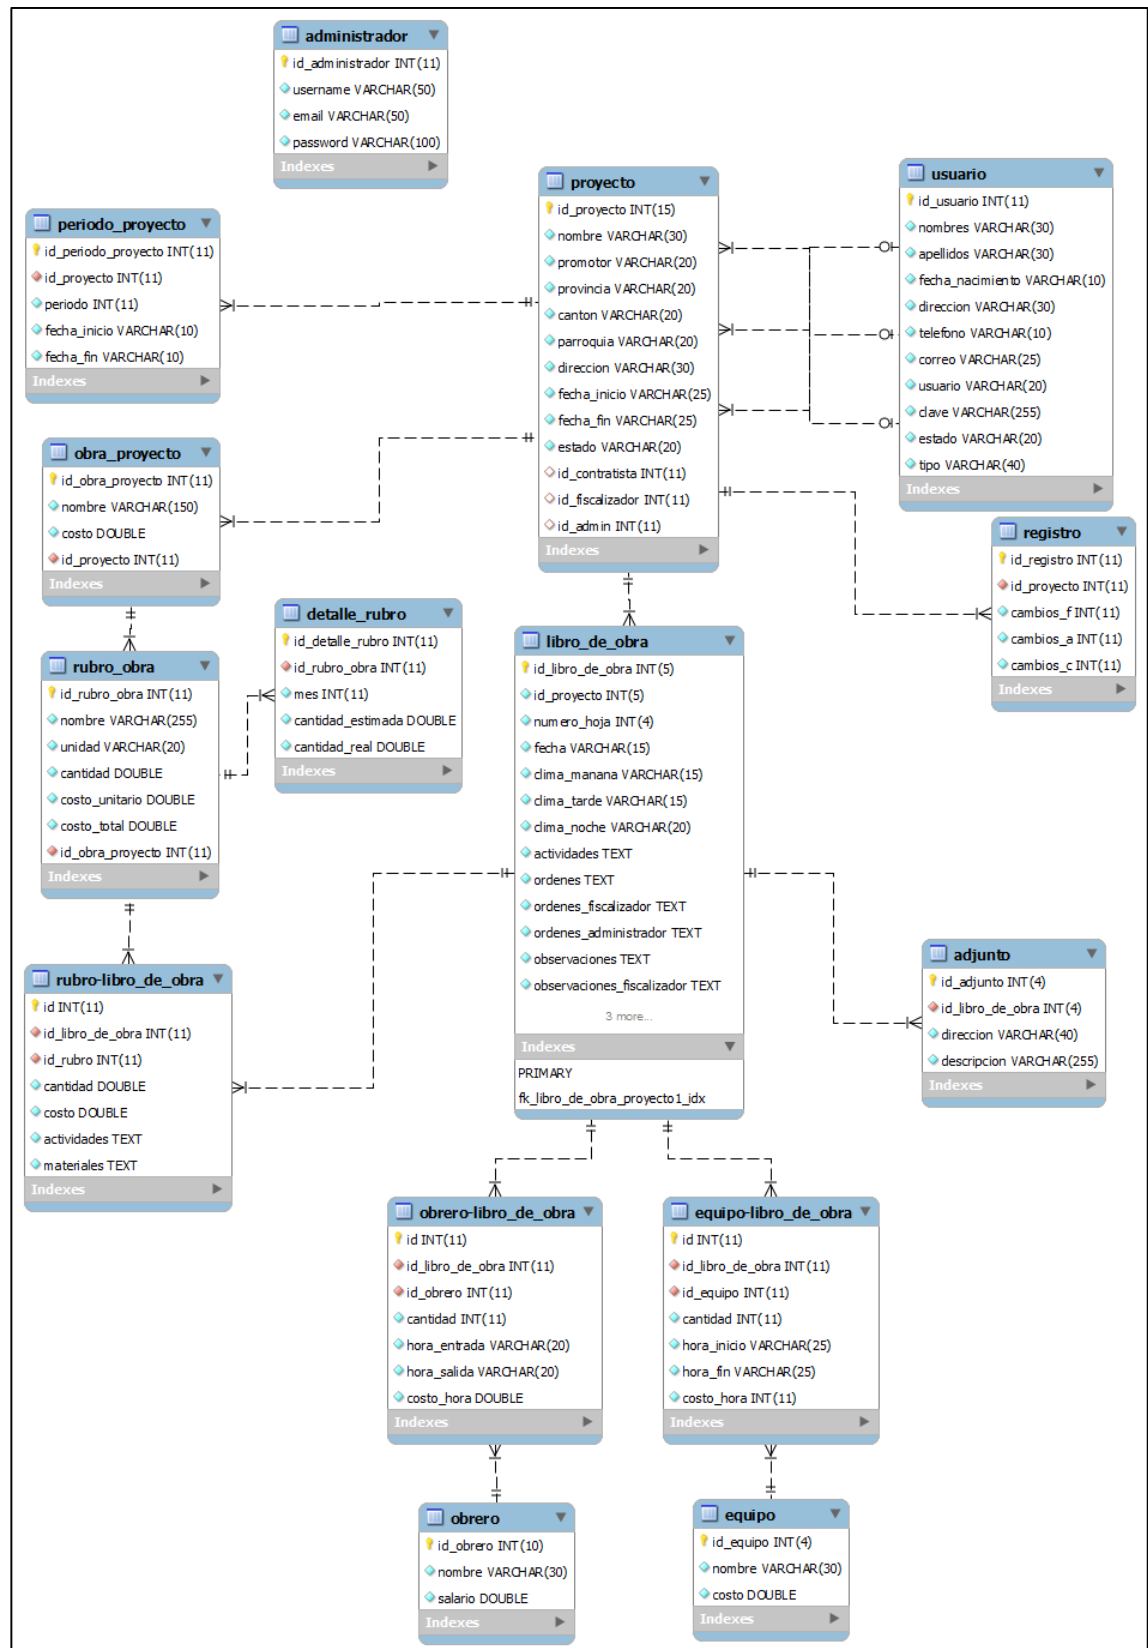 administrador
id_administrador INT(11)
username VARCHAR(50)
email VARCHAR(50)
password VARCHAR(100)
Indexes
periodo_proyecto
id_periodo_proyecto INT(11)
id_proyecto INT(11)
periodo INT(11)
fecha_inicio VARCHAR(10)
fecha_fin VARCHAR(10)
Indexes
proyecto
id_proyecto INT(15)
nombre VARCHAR(30)
promotor VARCHAR(20)
provincia VARCHAR(20)
canton VARCHAR(20)
parroquia VARCHAR(20)
direccion VARCHAR(30)
fecha_inicio VARCHAR(25)
fecha_fin VARCHAR(25)
estado VARCHAR(20)
id_contratista INT(11)
id_fiscalizador INT(11)
id_admin INT(11)
Indexes
usuario
id_usuario INT(11)
nombres VARCHAR(30)
apellidos VARCHAR(30)
fecha_nacimiento VARCHAR(10)
direccion VARCHAR(30)
telefono VARCHAR(10)
correo VARCHAR(25)
usuario VARCHAR(20)
clave VARCHAR(255)
estado VARCHAR(20)
tipo VARCHAR(40)
Indexes
obra_proyecto
id_obra_proyecto INT(11)
nombre VARCHAR(150)
costo DOUBLE
id_proyecto INT(11)
Indexes
registro
id_registro INT(11)
id_proyecto INT(11)
cambios_f INT(11)
cambios_a INT(11)
cambios_c INT(11)
Indexes
detalle_rubro
id_detalle_rubro INT(11)
id_rubro_obra INT(11)
mes INT(11)
cantidad_estimada DOUBLE
cantidad_real DOUBLE
Indexes
rubro_obra
id_rubro_obra INT(11)
nombre VARCHAR(255)
unidad VARCHAR(20)
cantidad DOUBLE
costo_unitario DOUBLE
costo_total DOUBLE
id_obra_proyecto INT(11)
Indexes
libro_de_obra
id_libro_de_obra INT(5)
id_proyecto INT(5)
numero_hoja INT(4)
fecha VARCHAR(15)
clima_manana VARCHAR(15)
clima_tarde VARCHAR(15)
clima_noche VARCHAR(20)
actividades TEXT
ordenes TEXT
ordenes_fiscalizador TEXT
ordenes_administrador TEXT
observaciones TEXT
observaciones_fiscalizador TEXT
3 more...
Indexes
PRIMARY
fk_libro_de_obra_proyecto1_idx
adjunto
id_adjunto INT(4)
id_libro_de_obra INT(4)
direccion VARCHAR(40)
descripcion VARCHAR(255)
Indexes
rubro-libro_de_obra
id INT(11)
id_libro_de_obra INT(11)
id_rubro INT(11)
cantidad DOUBLE
costo DOUBLE
actividades TEXT
materiales TEXT
Indexes
obrero-libro_de_obra
id INT(11)
id_libro_de_obra INT(11)
id_obrero INT(11)
cantidad INT(11)
hora_entrada VARCHAR(20)
hora_salida VARCHAR(20)
costo_hora DOUBLE
Indexes
equipo-libro_de_obra
id INT(11)
id_libro_de_obra INT(11)
id_equipo INT(11)
cantidad INT(11)
hora_inicio VARCHAR(25)
hora_fin VARCHAR(25)
costo_hora INT(11)
Indexes
obrero
id_obrero INT(10)
nombre VARCHAR(30)
salario DOUBLE
Indexes
equipo
id_equipo INT(4)
nombre VARCHAR(30)
costo DOUBLE
Indexes